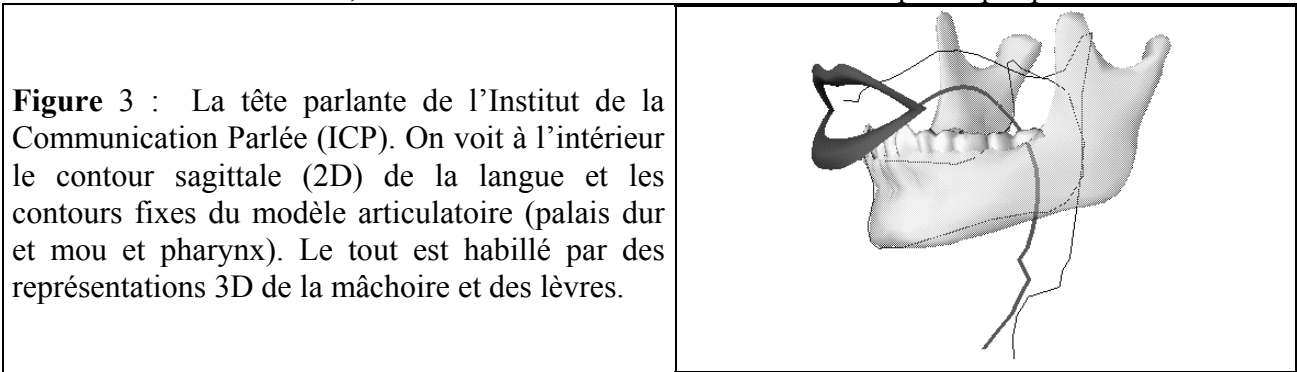 Figure 3 : La tête parlante de l’Institut de la
Communication Parlée (ICP). On voit à l’intérieur
le contour sagittale (2D) de la langue et les
contours fixes du modèle articulatoire (palais dur
et mou et pharynx). Le tout est habillé par des
représentations 3D de la mâchoire et des lèvres.